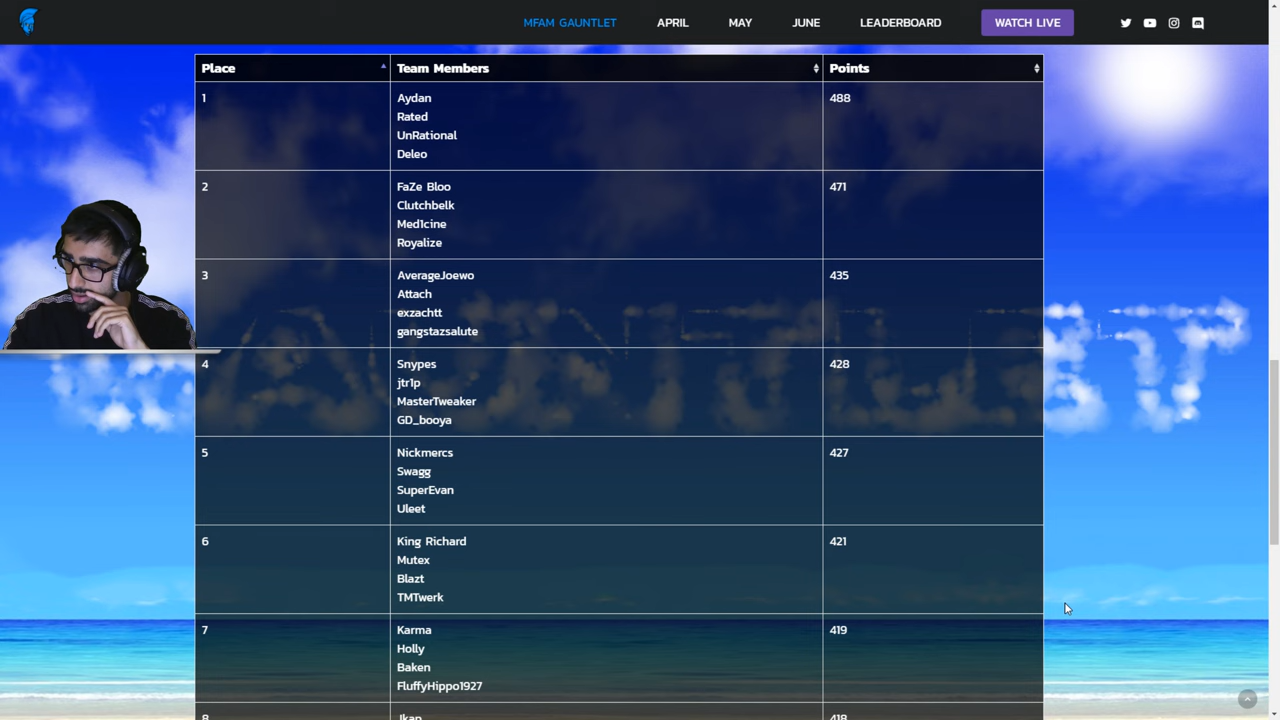 MFAM GAUNTLET APRIL MAY JUNE LEADERBOARD WATCH LIVE
Place Team Members Points
1 Aydan 488
Rated
UnRational
Deleo
2 FaZe Bloo 471
Clutchbelk
Med1cine
Royalize
3 AverageJoewo 435
Attach
exzachtt
gangstazsalute
4 Snypes 428
jtr1p
MasterTweaker
GD_booya
5 Nickmercs 427
Swagg
SuperEvan
Uleet
6 King Richard 421
Mutex
Blazt
TMTwerk
7 Karma 419
Holly
Baken
FluffyHippo1927
8 Jkap 418